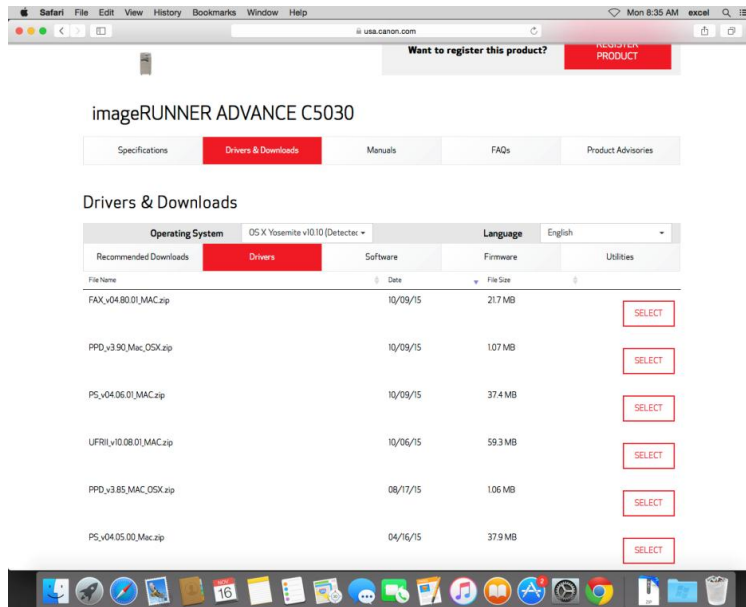 Safari File Edit View History Bookmarks Window Help Mon 8:35 AM excel
usa.canon.com
Want to register this product? REGISTER
PRODUCT
imageRUNNER ADVANCE C5030
Specifications Drivers & Downloads Manuals FAQs Product Advisories
Drivers & Downloads
Operating System OS X Yosemite v10.10 (Detected Language English
Recommended Downloads Drivers Software Firmware Utilities
File Name Date File Size
FAX_v04.80.01_MAC.zip 10/09/15 21.7 MB SELECT
PPD_v3.90_Mac_OSX.zip 10/09/15 1.07 MB SELECT
PS_v04.06.01_MAC.zip 10/09/15 37.4 MB SELECT
UFRII_v10.08.01_MAC.zip 10/06/15 59.3 MB SELECT
PPD_v3.85_MAC_OSX.zip 08/17/15 1.06 MB SELECT
PS_v04.05.00_Mac.zip 04/16/15 37.9 MB SELECT
NOV
16
2